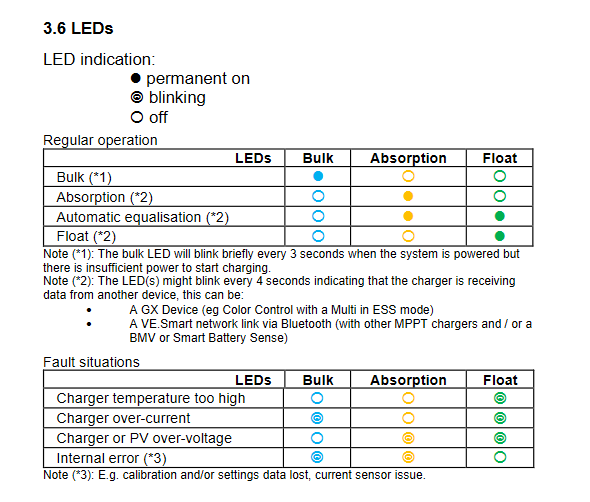 3.6 LEDs
LED indication:
● permanent on
◎ blinking
○ off
Regular operation
LEDs Bulk Absorption Float
Bulk (*1) ● ○ ○
Absorption (*2) ○ ● ○
Automatic equalisation (*2) ○ ● ●
Float (*2) ○ ○ ●
Note (*1): The bulk LED will blink briefly every 3 seconds when the system is powered but
there is insufficient power to start charging.
Note (*2): The LED(s) might blink every 4 seconds indicating that the charger is receiving
data from another device, this can be:
• A GX Device (eg Color Control with a Multi in ESS mode)
• A VE.Smart network link via Bluetooth (with other MPPT chargers and / or a
BMV or Smart Battery Sense)
Fault situations
LEDs Bulk Absorption Float
Charger temperature too high ○ ○ ◎
Charger over-current ◎ ○ ◎
Charger or PV over-voltage ○ ◎ ◎
Internal error (*3) ◎ ◎ ○
Note (*3): E.g. calibration and/or settings data lost, current sensor issue.